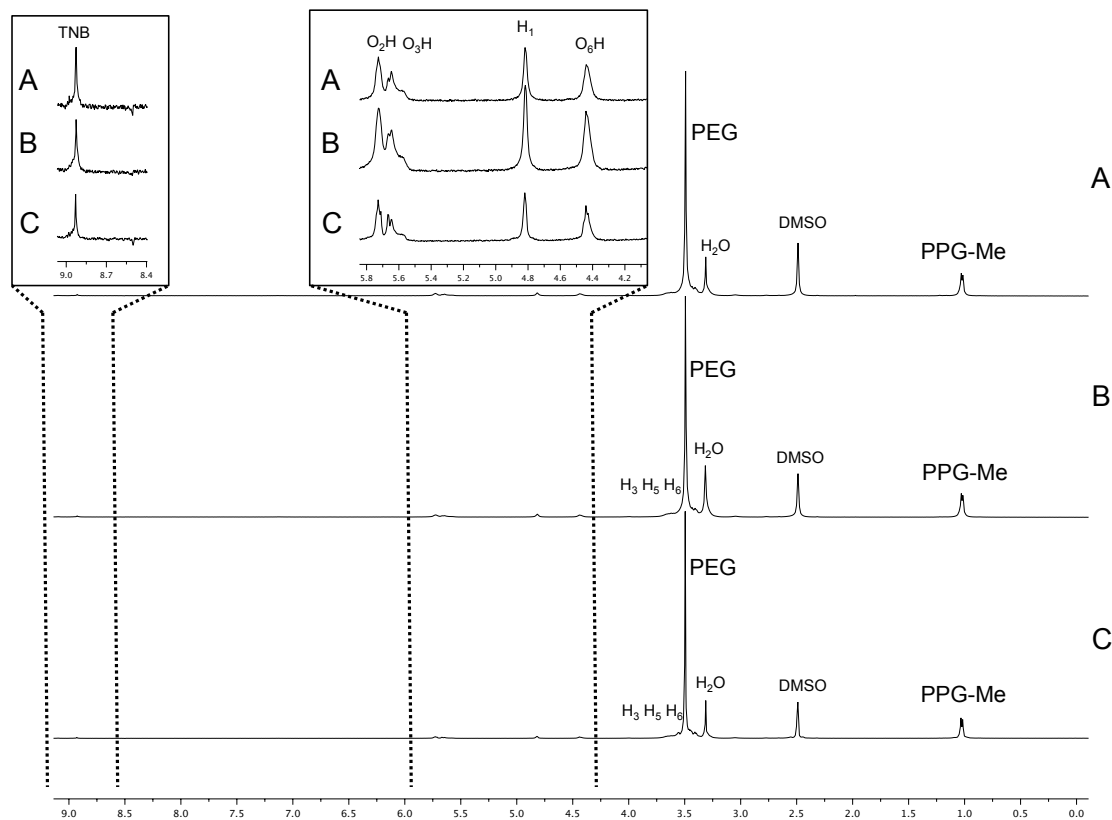 TNB
A
B
C
9.0 8.7 8.4
O₂H O₃H H₁ O₆H
A
B
C
5.8 5.6 5.4 5.2 5.0 4.8 4.6 4.4 4.2
PEG
H₂O
DMSO
PPG-Me
A
PEG
H₃ H₅ H₆
H₂O
DMSO
PPG-Me
B
PEG
H₃ H₅ H₆
H₂O
DMSO
PPG-Me
C
9.0 8.5 8.0 7.5 7.0 6.5 6.0 5.5 5.0 4.5 4.0 3.5 3.0 2.5 2.0 1.5 1.0 0.5 0.0